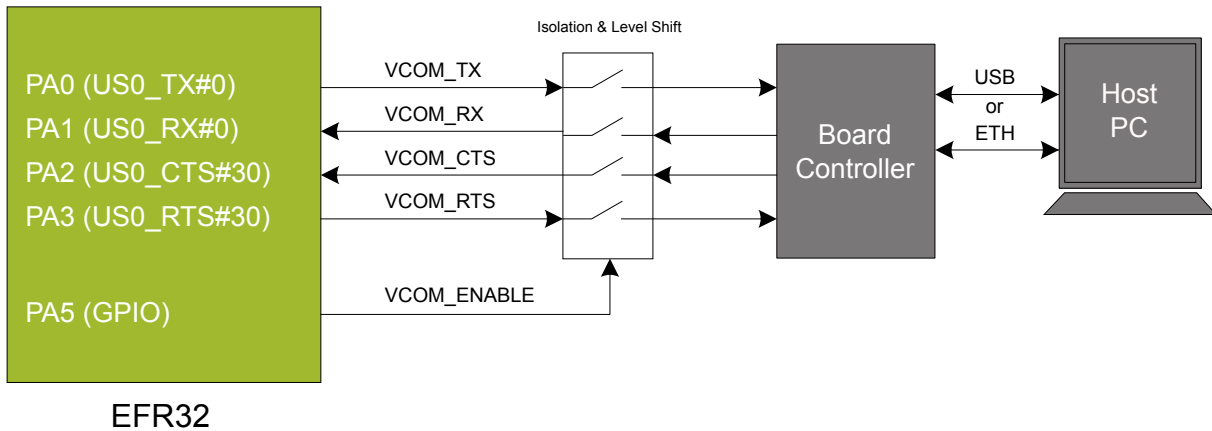 Isolation & Level Shift
PA0 (US0_TX#0)
VCOM_TX
PA1 (US0_RX#0)
VCOM_RX
PA2 (US0_CTS#30)
VCOM_CTS
PA3 (US0_RTS#30)
VCOM_RTS
PA5 (GPIO)
VCOM_ENABLE
Board
Controller
USB
or
ETH
Host
PC
EFR32